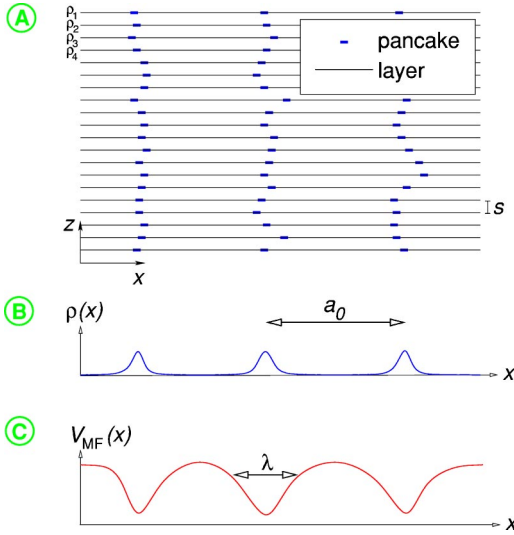 A
ρ1
ρ2
ρ3
ρ4
pancake
layer
s
z
x
B
ρ(x)
a0
x
C
VMF(x)
λ
x